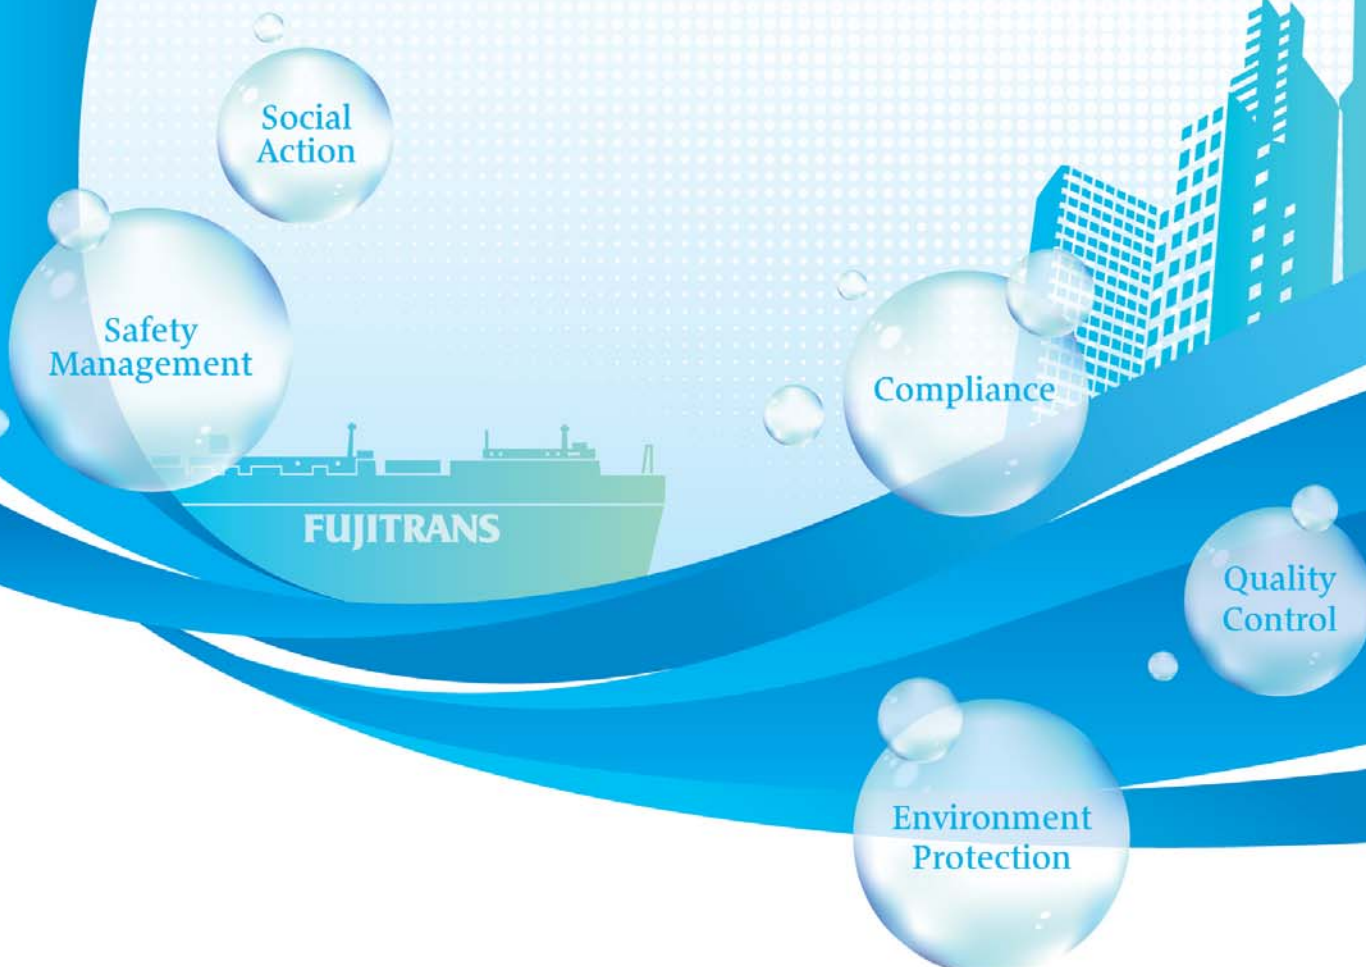 Social
Action
Safety
Management
Compliance
FUJITRANS
Quality
Control
Environment
Protection